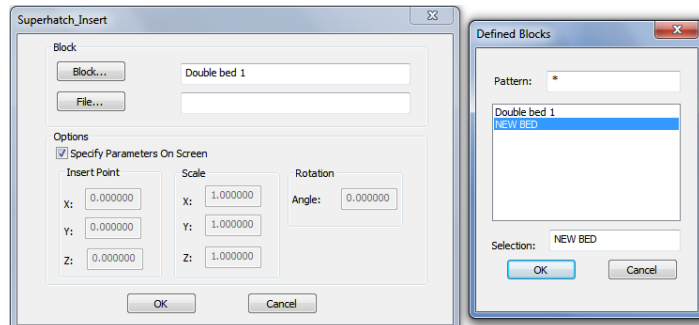 Superhatch_Insert
Block
Block...
Double bed 1
File...
Options
Specify Parameters On Screen
Insert Point
X:
0.000000
Y:
0.000000
Z:
0.000000
Scale
X:
1.000000
Y:
1.000000
Z:
1.000000
Rotation
Angle:
0.000000
OK
Cancel
Defined Blocks
Pattern:
*
Double bed 1
NEW BED
Selection:
NEW BED
OK
Cancel